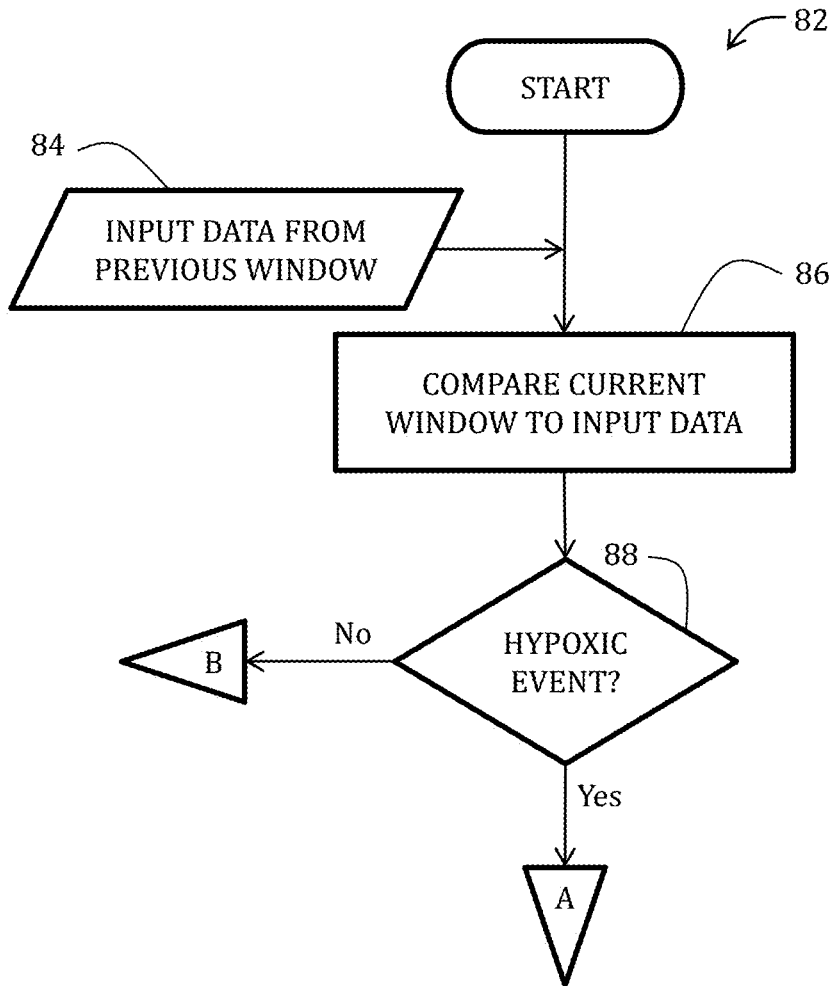 82
START
84
INPUT DATA FROM
PREVIOUS WINDOW
86
COMPARE CURRENT
WINDOW TO INPUT DATA
88
No
HYPOXIC
EVENT?
B
Yes
A